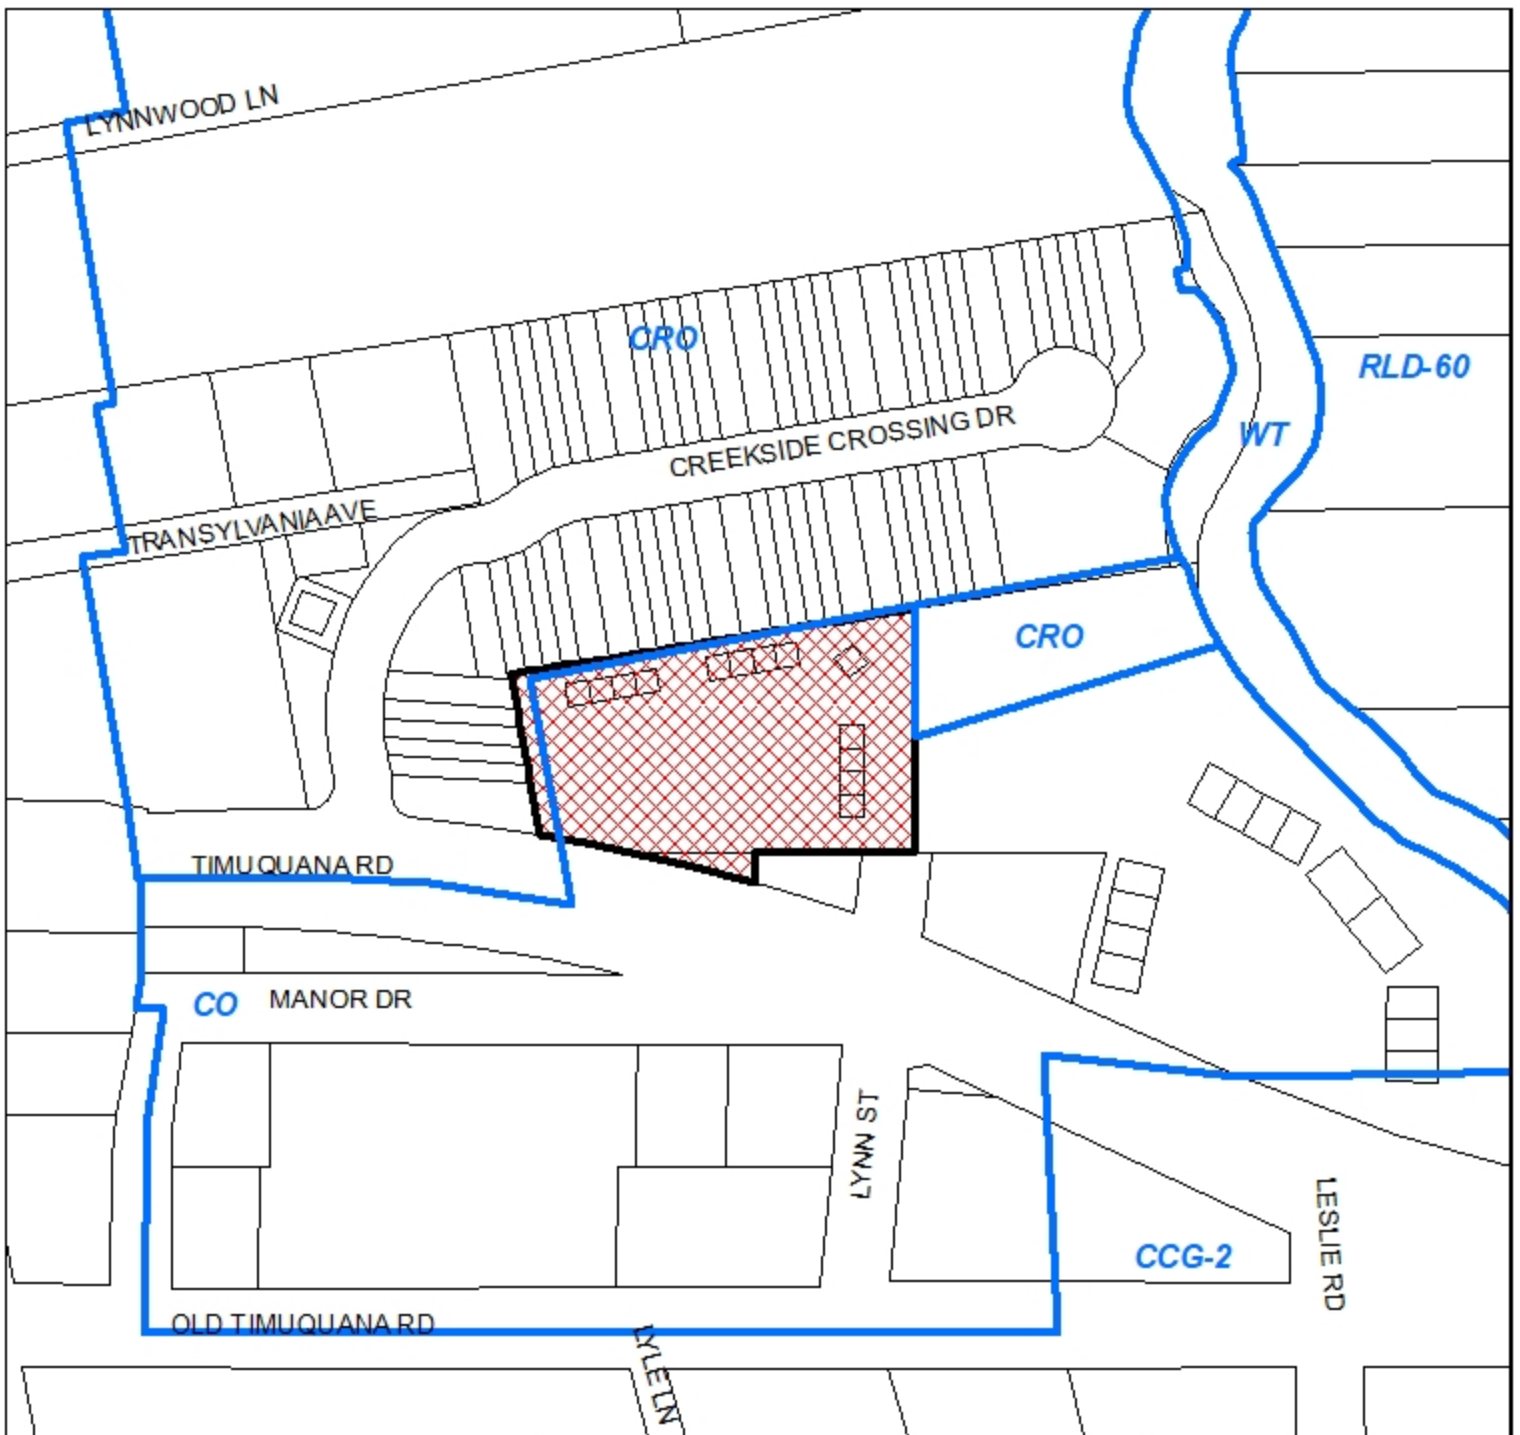 LYNNWOOD LN
CRO
RLD-60
CREEKSIDE CROSSING DR
WT
TRANSYLVANIA AVE
CRO
TIMUQUANA RD
CO
MANOR DR
LYNN ST
LESLIE RD
CCG-2
OLD TIMUQUANA RD
LYLE LN